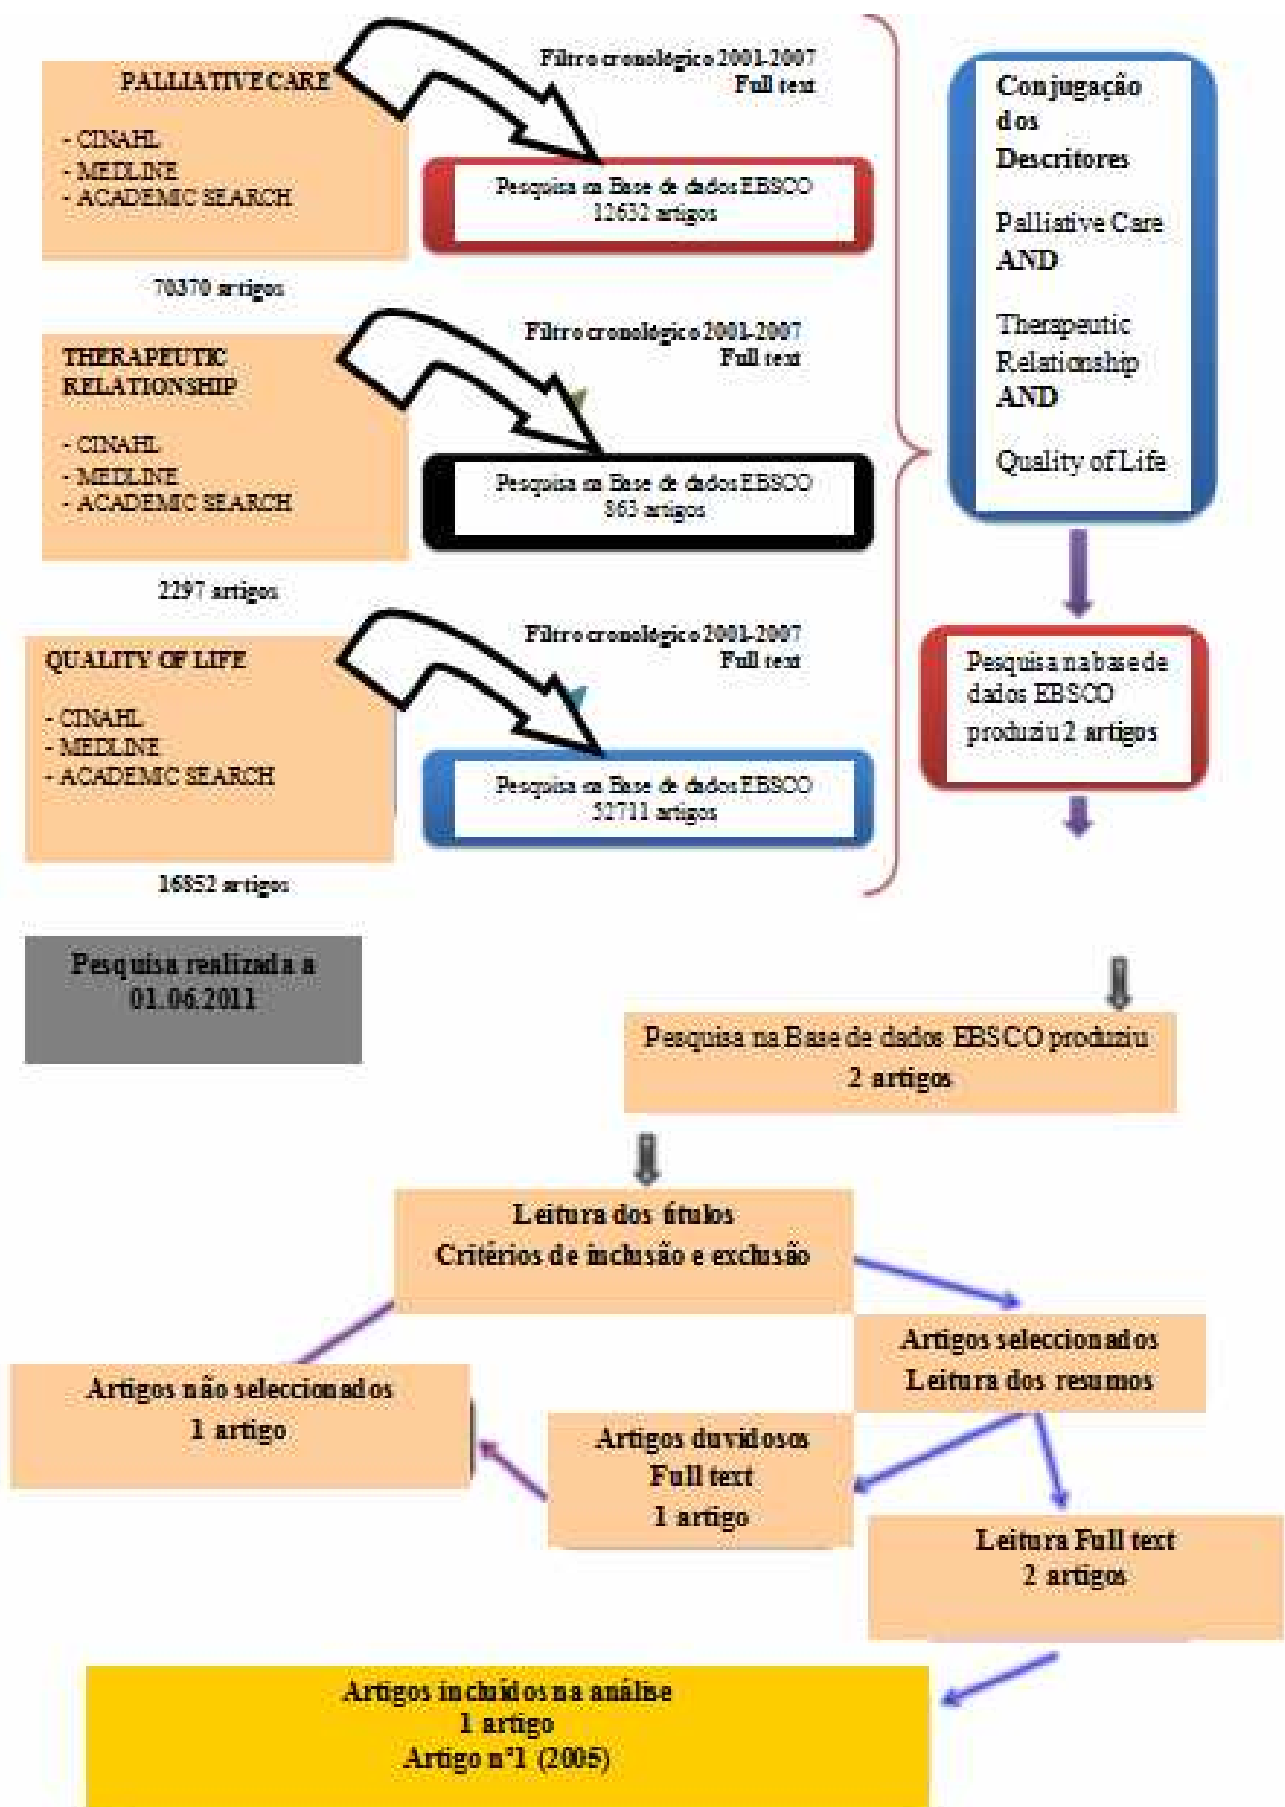 PALLIATIVE CARE
- CINAHL
- MEDLINE
- ACADEMIC SEARCH
70370 artigos
Filtro cronológico 2001-2007
Full text
Pesquisa na Base de dados EBSCO
12632 artigos
THERAPEUTIC
RELATIONSHIP
- CINAHL
- MEDLINE
- ACADEMIC SEARCH
2297 artigos
Filtro cronológico 2001-2007
Full text
Pesquisa na Base de dados EBSCO
863 artigos
QUALITY OF LIFE
- CINAHL
- MEDLINE
- ACADEMIC SEARCH
16852 artigos
Filtro cronológico 2001-2007
Full text
Pesquisa na Base de dados EBSCO
52711 artigos
Conjugação
dos
Descritores
Palliative Care
AND
Therapeutic
Relationship
AND
Quality of Life
Pesquisa na base de
dados EBSCO
produziu 2 artigos
Pesquisa realizada a
01.06.2011
Pesquisa na Base de dados EBSCO produziu
2 artigos
Leitura dos títulos
Critérios de inclusão e exclusão
Artigos seleccionados
Leitura dos resumos
Artigos não seleccionados
1 artigo
Artigos duvidosos
Full text
1 artigo
Leitura Full text
2 artigos
Artigos incluídos na análise
1 artigo
Artigo nº1 (2005)